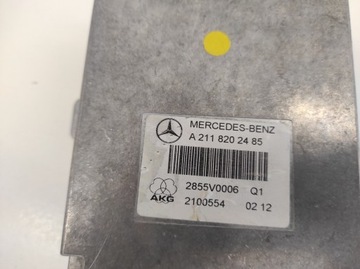 MERCEDES-BENZ
A 211 820 24 85
2855V0006 Q1
AKG
2100554 02 12